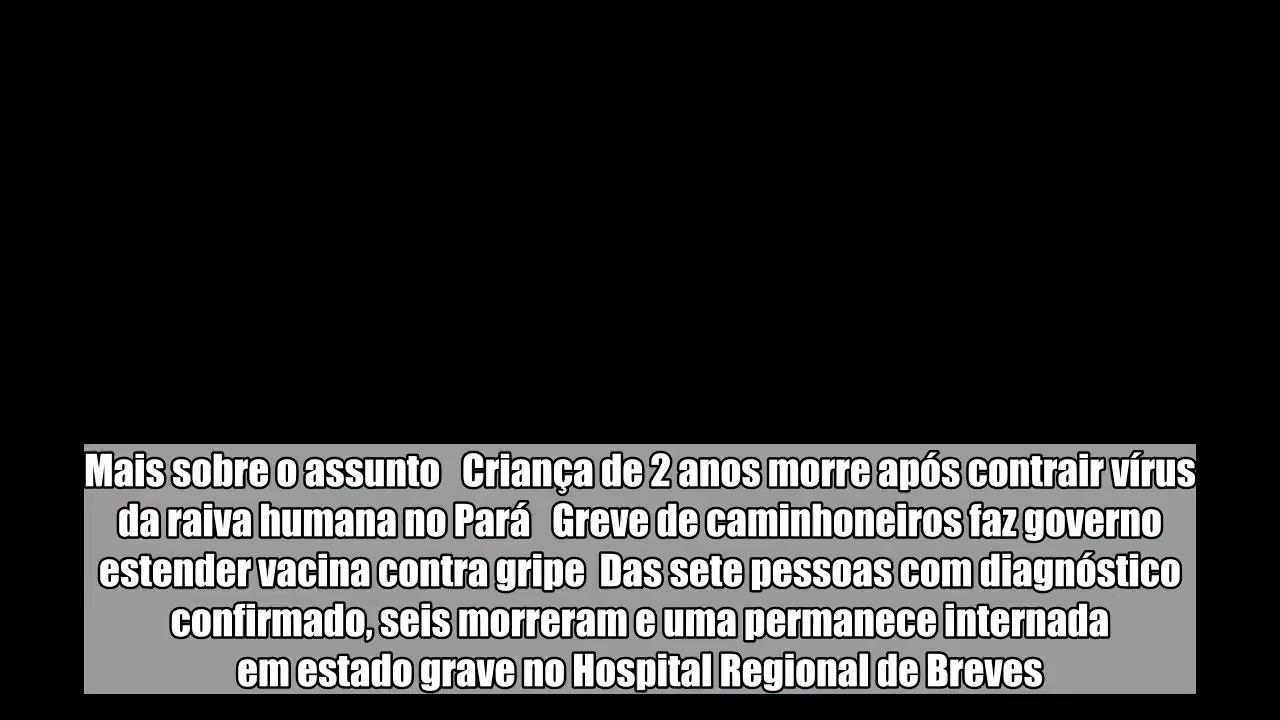 Mais sobre o assunto   Criança de 2 anos morre após contrair vírus
da raiva humana no Pará   Greve de caminhoneiros faz governo
estender vacina contra gripe  Das sete pessoas com diagnóstico
confirmado, seis morreram e uma permanece internada
em estado grave no Hospital Regional de Breves